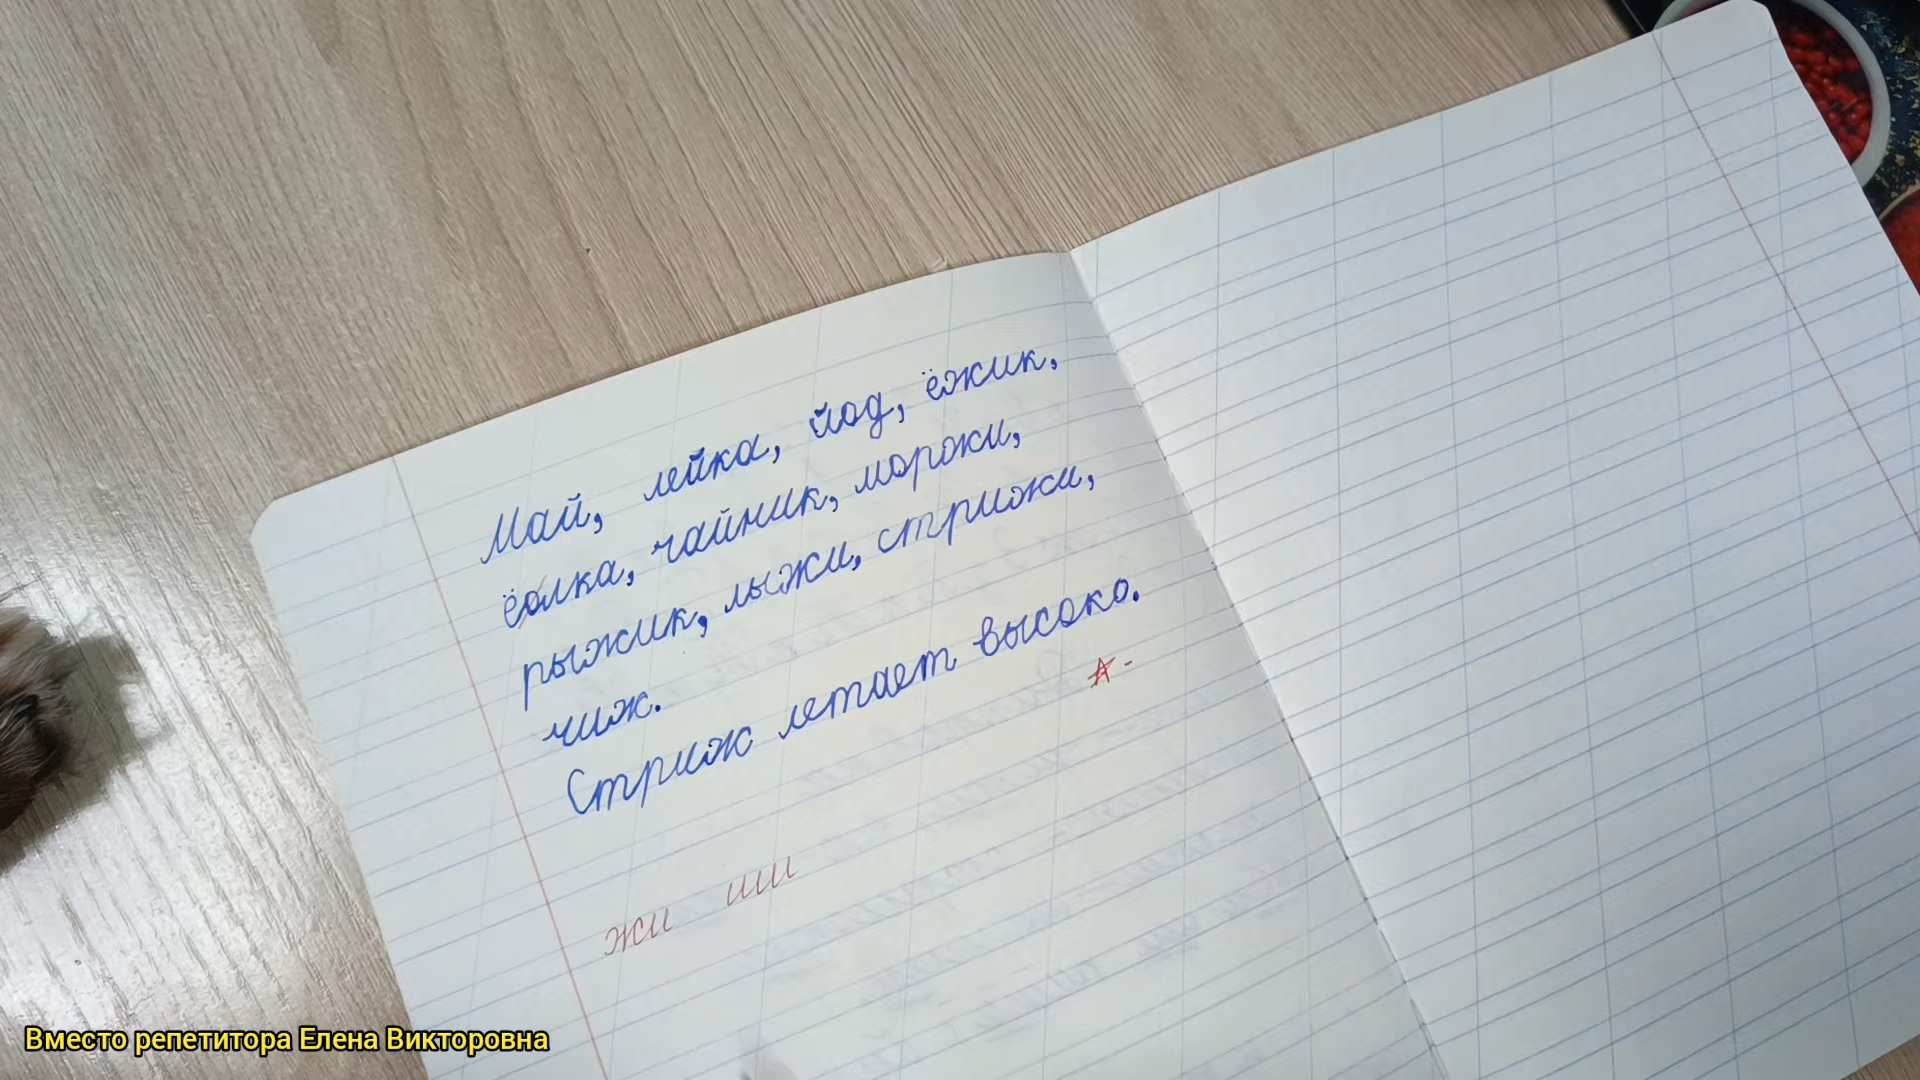 Май, лейка, йод, ёжик,
ёлка, чайник, моржи,
рыжик, лыжи, стрижи,
чиж.
Стриж летает высоко.
жи ши
Вместо репетитора Елена Викторовна